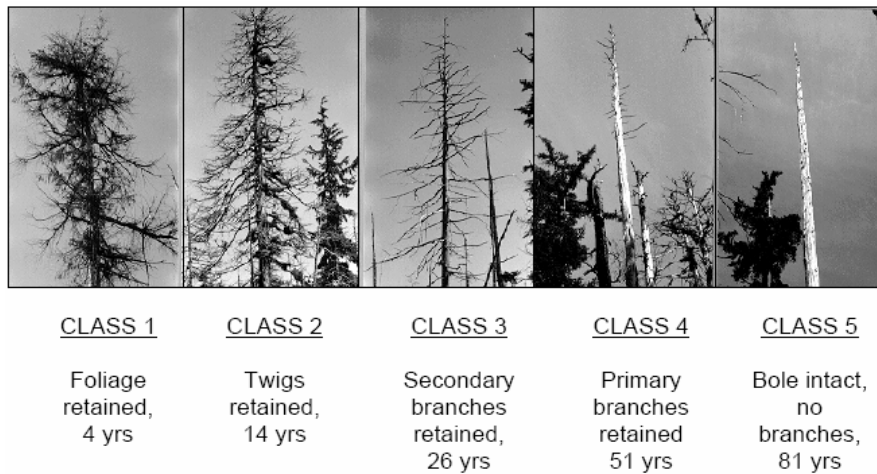 CLASS 1
Foliage
retained,
4 yrs
CLASS 2
Twigs
retained,
14 yrs
CLASS 3
Secondary
branches
retained,
26 yrs
CLASS 4
Primary
branches
retained
51 yrs
CLASS 5
Bole intact,
no
branches,
81 yrs